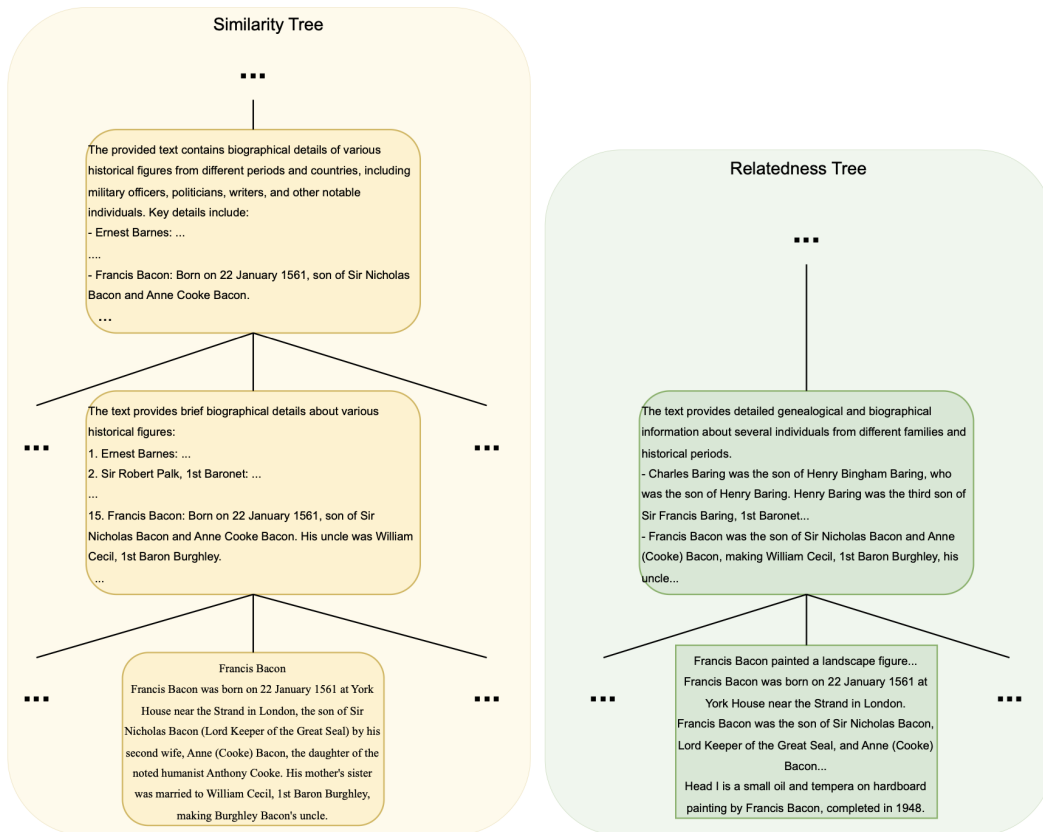 Similarity Tree
...
The provided text contains biographical details of various
historical figures from different periods and countries, including
military officers, politicians, writers, and other notable
individuals. Key details include:
- Ernest Barnes: ...
....
- Francis Bacon: Born on 22 January 1561, son of Sir Nicholas
Bacon and Anne Cooke Bacon.
...
The text provides brief biographical details about various
historical figures:
1. Ernest Barnes: ...
2. Sir Robert Palk, 1st Baronet: ...
...
15. Francis Bacon: Born on 22 January 1561, son of Sir
Nicholas Bacon and Anne Cooke Bacon. His uncle was William
Cecil, 1st Baron Burghley.
...
...
...
Francis Bacon
Francis Bacon was born on 22 January 1561 at York
House near the Strand in London, the son of Sir
Nicholas Bacon (Lord Keeper of the Great Seal) by his
second wife, Anne (Cooke) Bacon, the daughter of the
noted humanist Anthony Cooke. His mother's sister
was married to William Cecil, 1st Baron Burghley,
making Burghley Bacon's uncle.
...
...
Relatedness Tree
...
The text provides detailed genealogical and biographical
information about several individuals from different families and
historical periods.
- Charles Baring was the son of Henry Bingham Baring, who
was the son of Henry Baring. Henry Baring was the third son of
Sir Francis Baring, 1st Baronet...
- Francis Bacon was the son of Sir Nicholas Bacon and Anne
(Cooke) Bacon, making William Cecil, 1st Baron Burghley, his
uncle...
Francis Bacon painted a landscape figure...
Francis Bacon was born on 22 January 1561 at
York House near the Strand in London.
Francis Bacon was the son of Sir Nicholas Bacon,
Lord Keeper of the Great Seal, and Anne (Cooke)
Bacon...
Head I is a small oil and tempera on hardboard
painting by Francis Bacon, completed in 1948.
...
...